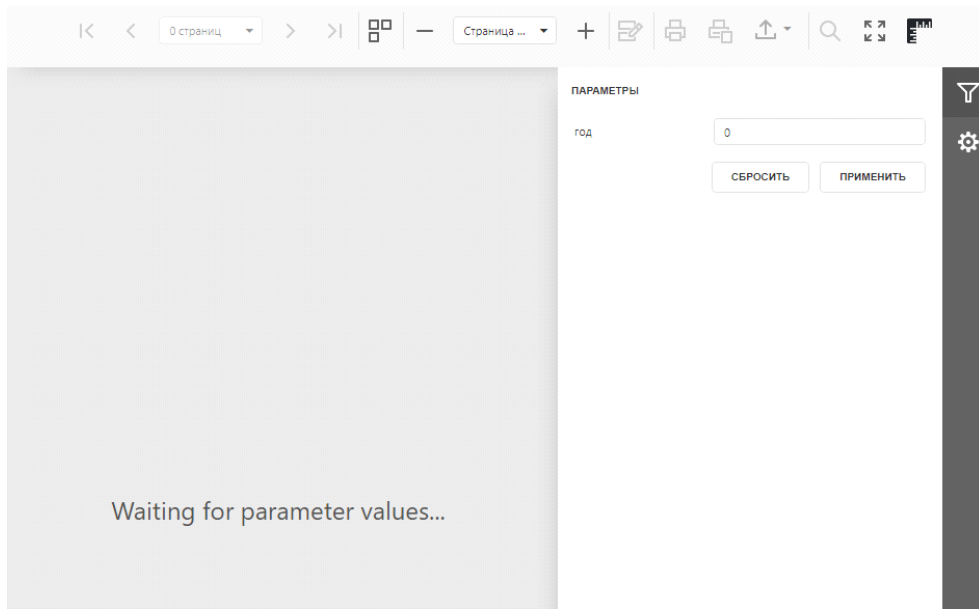 0 страниц
Страница ...
ПАРАМЕТРЫ
год
0
СБРОСИТЬ ПРИМЕНИТЬ
Waiting for parameter values...